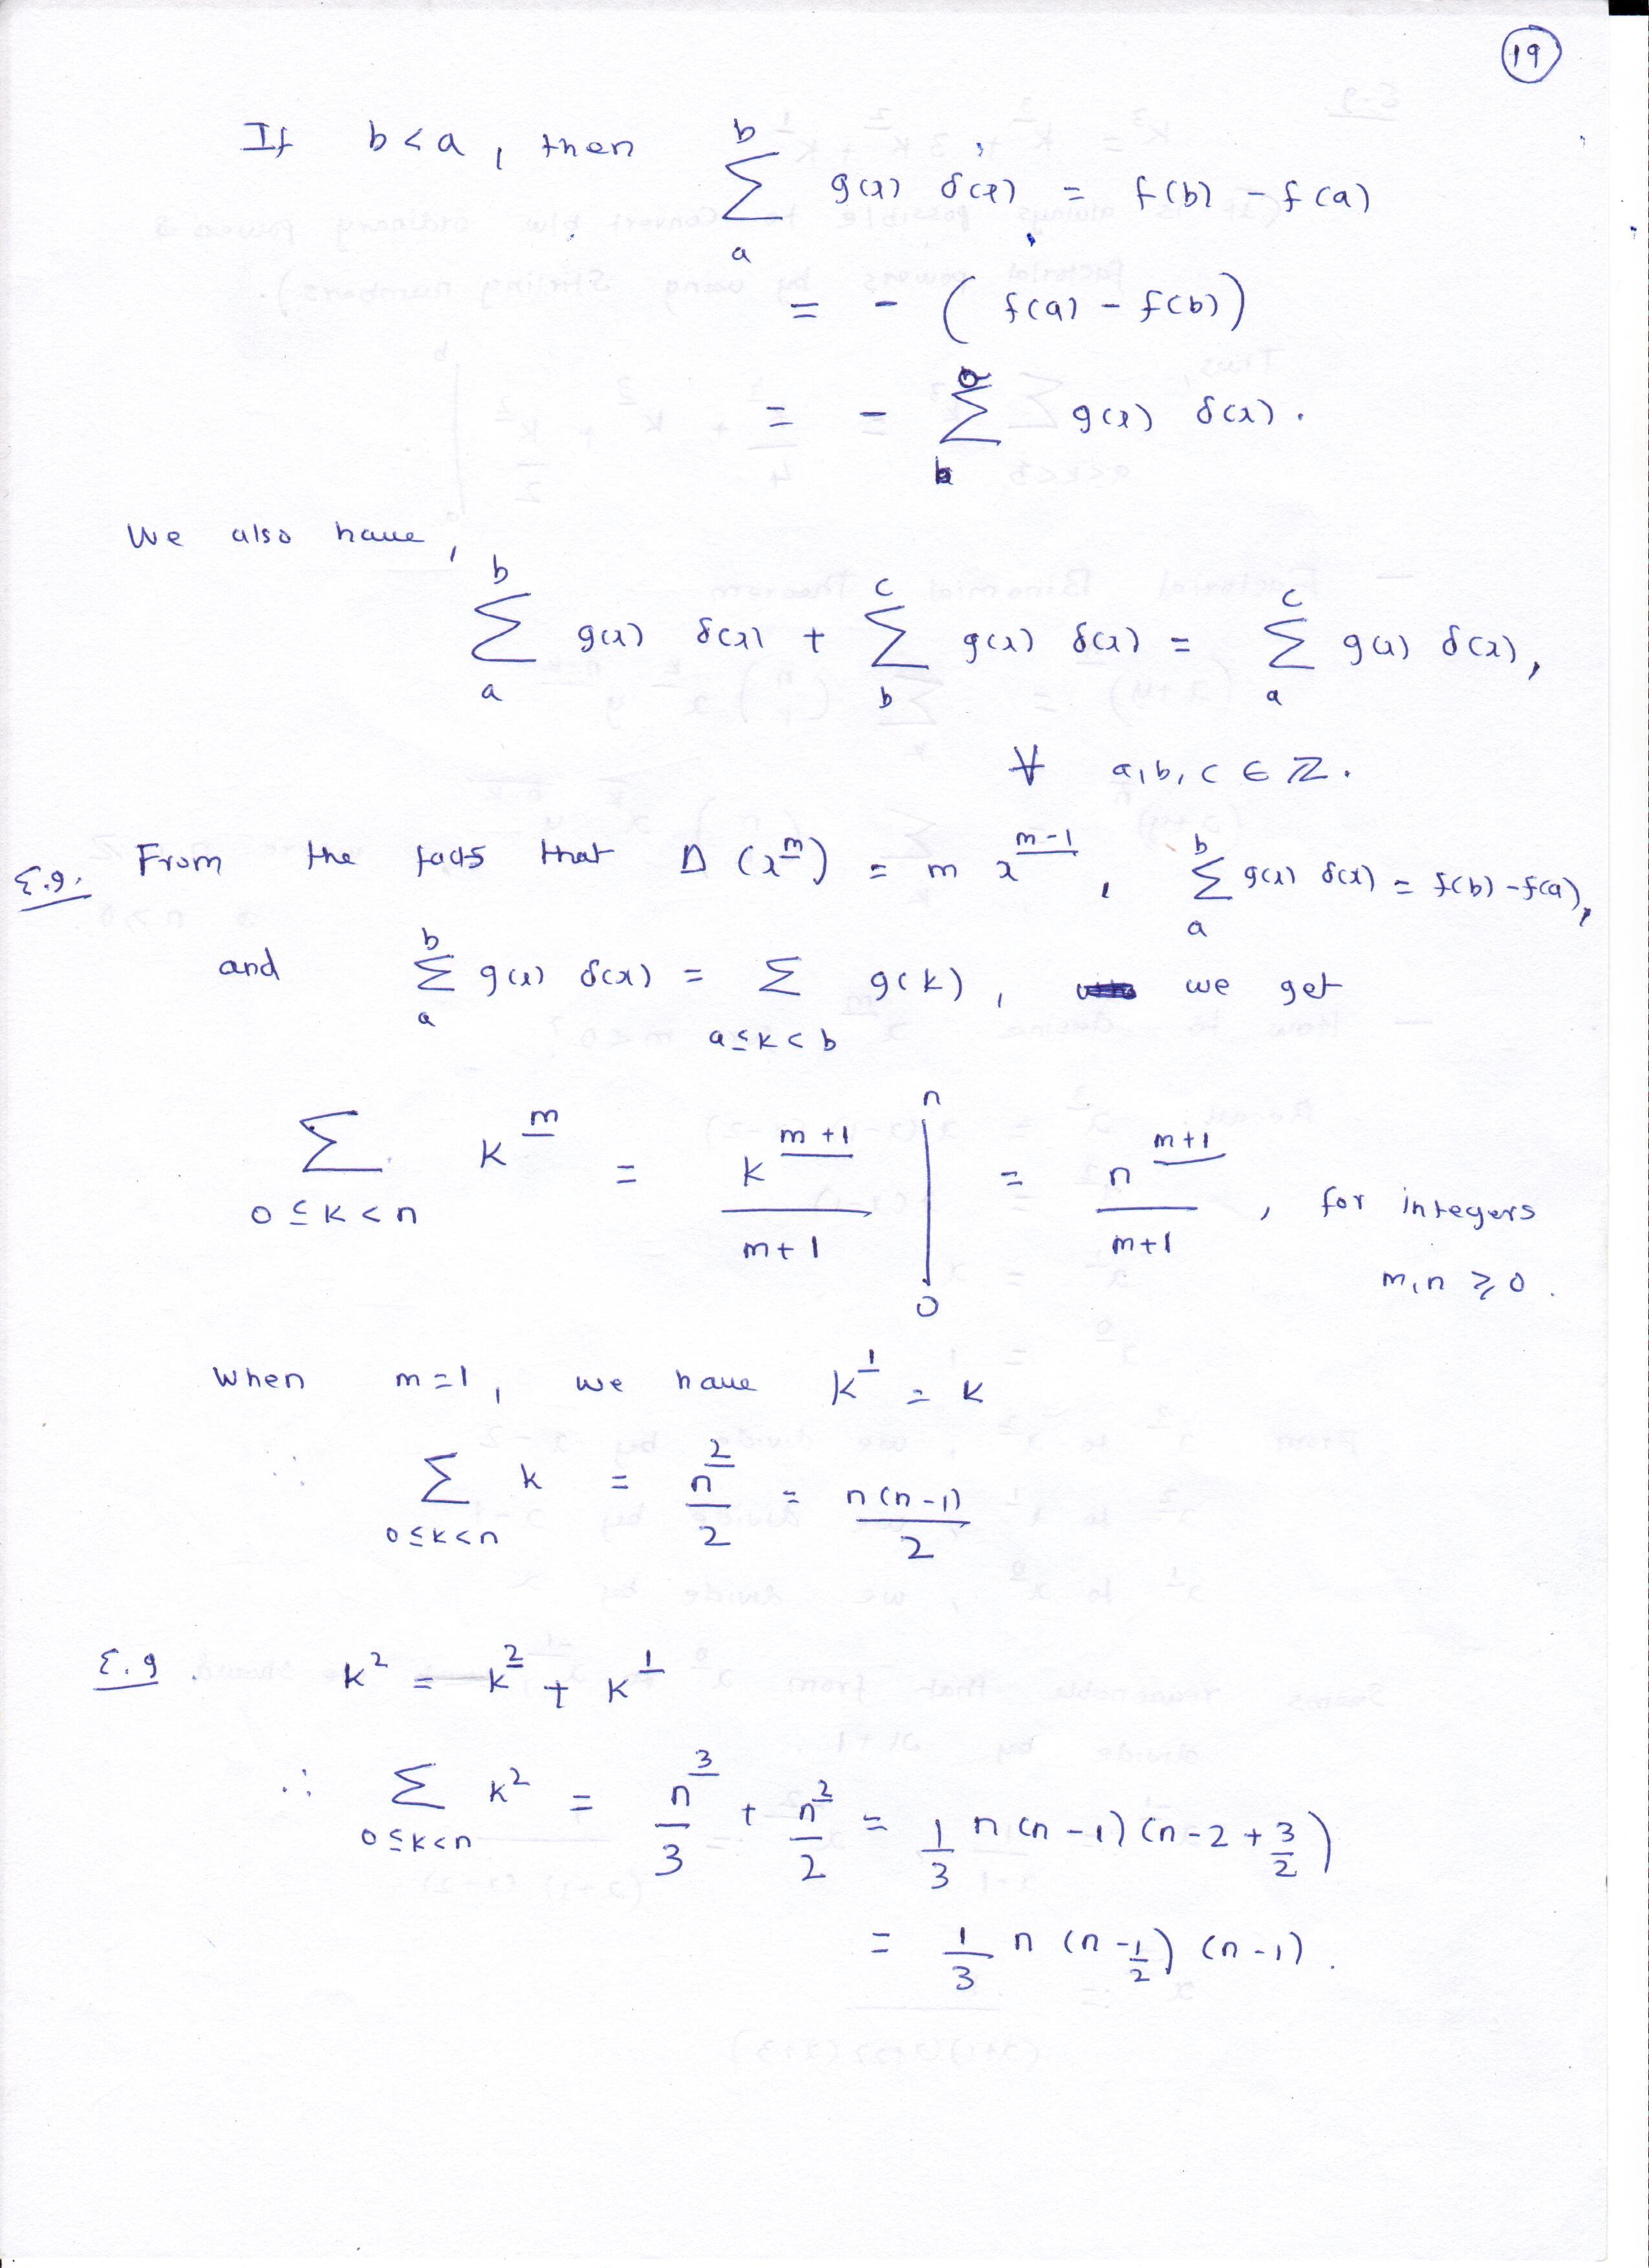 19
If b < a, then $\sum_a^b g(x) \delta(x) = f(b) - f(a)$
$= - ( f(a) - f(b) )$
$= - \sum_b^a g(x) \delta(x).$
We also have,
$\sum_a^b g(x) \delta(x) + \sum_b^c g(x) \delta(x) = \sum_a^c g(x) \delta(x),$
$\forall a, b, c \in \mathbb{Z}.$
E.g. From the facts that $\Delta (x^{\underline{m}}) = m x^{\underline{m-1}}, \sum_a^b g(x) \delta(x) = f(b) - f(a),$
and $\sum_a^b g(x) \delta(x) = \sum_{a \le k < b} g(k),$ we get
$\sum_{0 \le k < n} k^{\underline{m}} = \frac{k^{\underline{m+1}}}{m+1} \Big|_0^n = \frac{n^{\underline{m+1}}}{m+1},$ for integers
$m, n \ge 0.$
When m = 1, we have $k^{\underline{1}} = k$
$\therefore \sum_{0 \le k < n} k = \frac{n^{\underline{2}}}{2} = \frac{n(n-1)}{2}$
E.g. $k^2 = k^{\underline{2}} + k^{\underline{1}}$
$\therefore \sum_{0 \le k < n} k^2 = \frac{n^{\underline{3}}}{3} + \frac{n^{\underline{2}}}{2} = \frac{1}{3} n (n-1) (n - 2 + \frac{3}{2})$
$= \frac{1}{3} n (n - \frac{1}{2}) (n-1).$